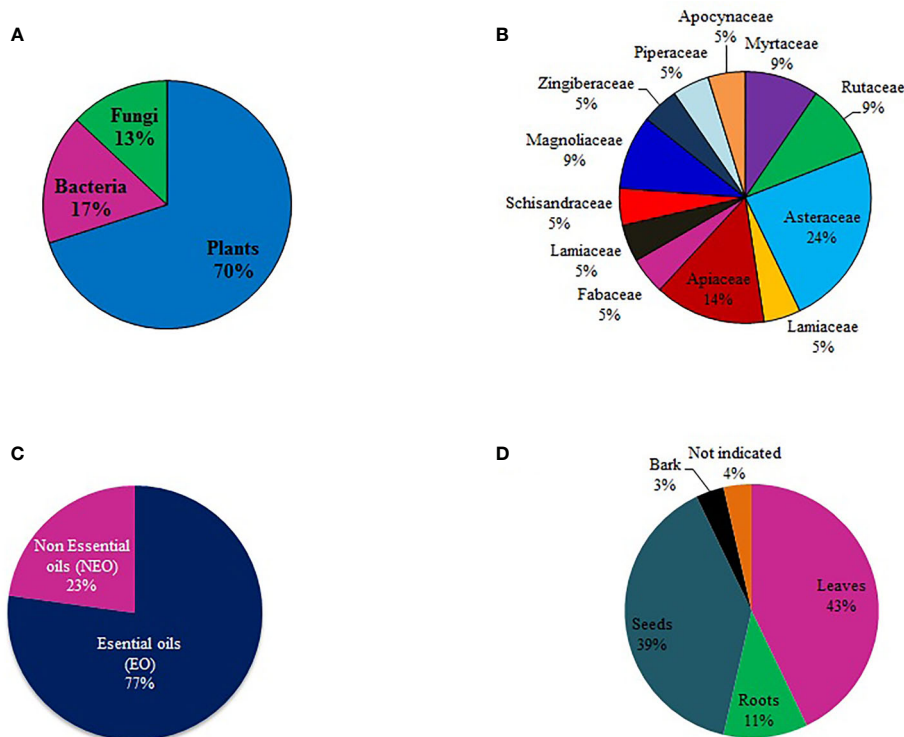 A
Fungi
13%
Bacteria
17%
Plants
70%
B
Apocynaceae
5%
Myrtaceae
9%
Piperaceae
5%
Rutaceae
9%
Zingiberaceae
5%
Magnoliaceae
9%
Asteraceae
24%
Schisandraceae
5%
Lamiaceae
5%
Apiaceae
14%
Fabaceae
5%
Lamiaceae
5%
C
Non Essential
oils (NEO)
23%
Esential oils
(EO)
77%
D
Not indicated
4%
Bark
3%
Leaves
43%
Seeds
39%
Roots
11%